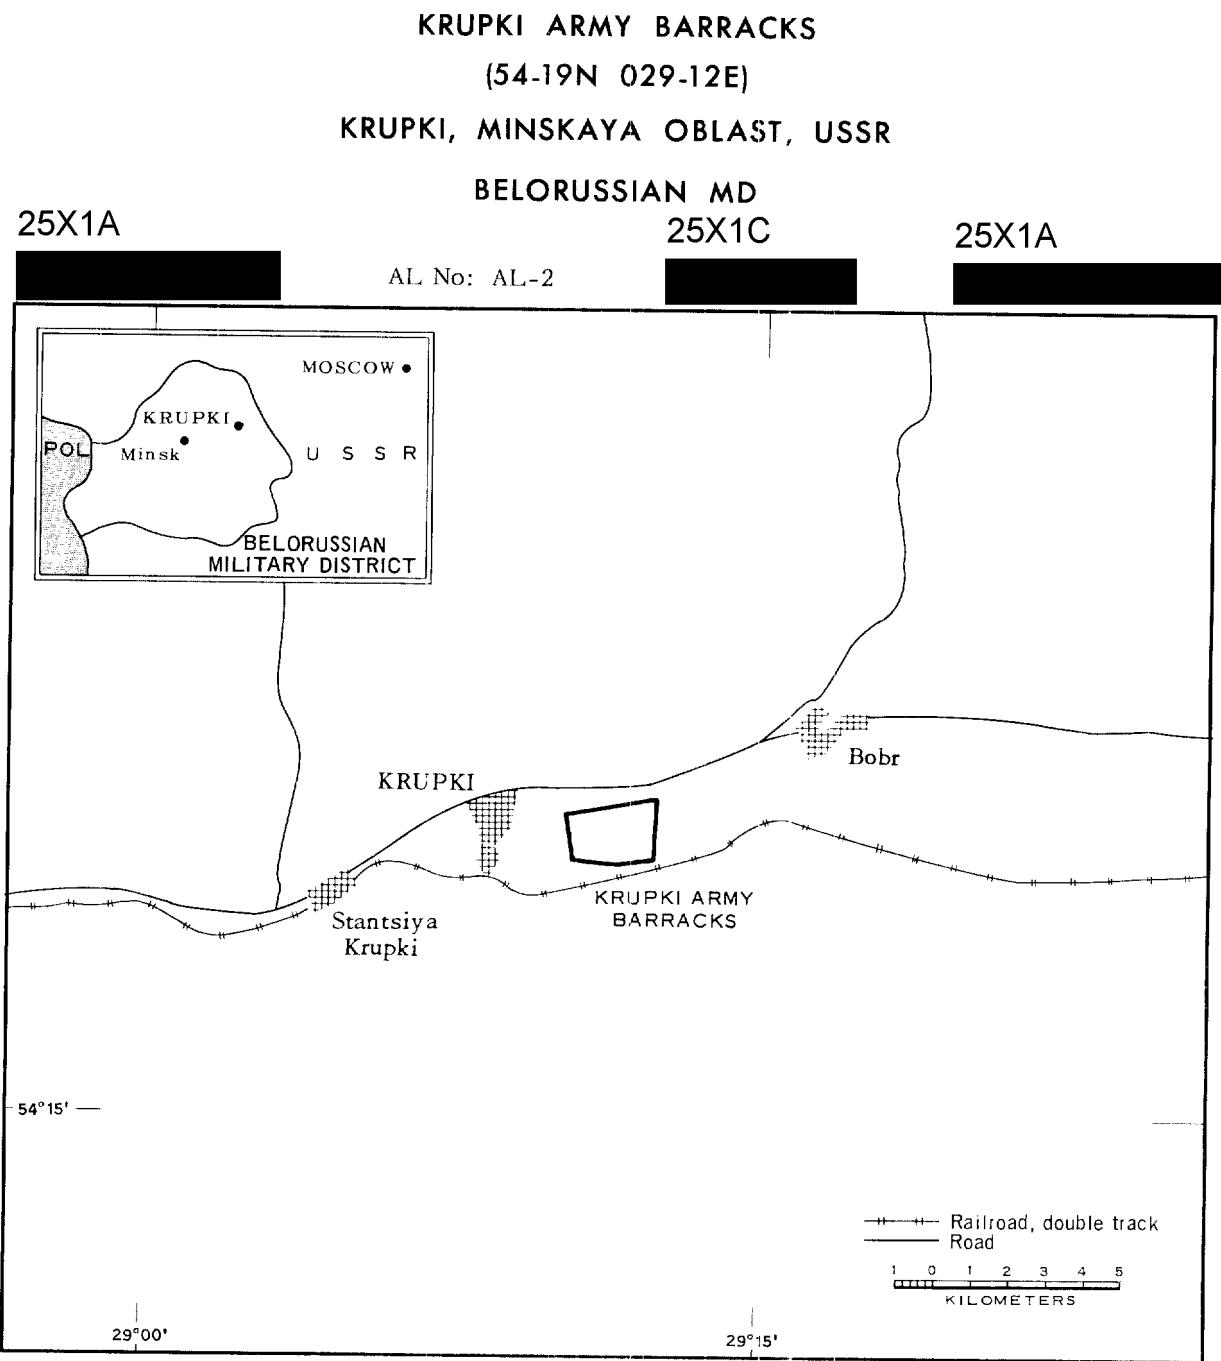 KRUPKI ARMY BARRACKS
(54-19N 029-12E)
KRUPKI, MINSKAYA OBLAST, USSR
BELORUSSIAN MD
25X1A
25X1C
25X1A
AL No: AL-2
MOSCOW
KRUPKI
POL
Minsk
U S S R
BELORUSSIAN
MILITARY DISTRICT
Bobr
KRUPKI
KRUPKI ARMY
BARRACKS
Stantsiya
Krupki
54°15'
Railroad, double track
Road
1 0 1 2 3 4 5
KILOMETERS
29°00'
29°15'